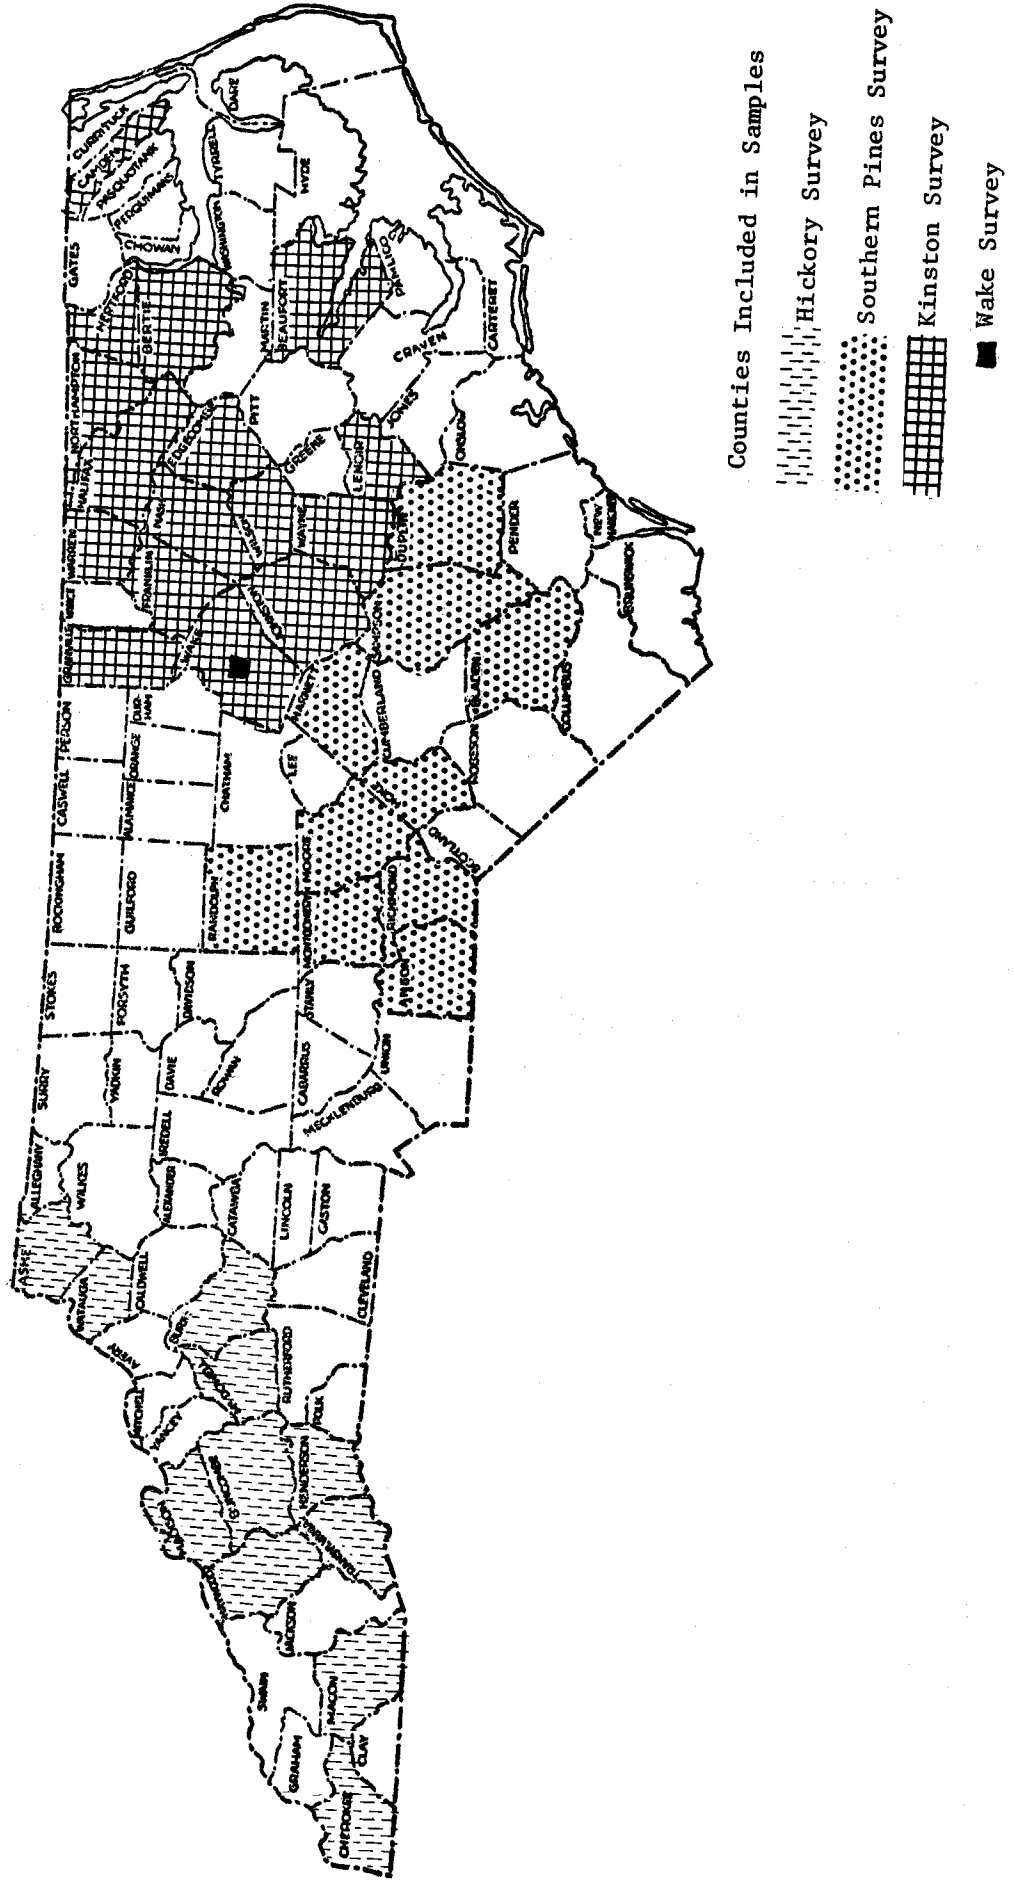 CHEROKEE
GRAHAM
CLAY
SWAIN
MACON
JACKSON
HAYWOOD
MADISON
BUNCOMBE
TRANSYLVANIA
HENDERSON
YANCEY
MITCHELL
AVERY
POLK
RUTHERFORD
BURKE
CALDWELL
WATAUGA
ASHE
ALLEGHANY
WILKES
ALEXANDER
CATAWBA
LINCOLN
GASTON
CLEVELAND
IREDELL
SURRY
YADKIN
DAVIE
ROWAN
CABARRUS
MECKLENBURG
UNION
STOKES
FORSYTH
DAVIDSON
STANLY
ANSON
ROCKINGHAM
GUILFORD
RANDOLPH
MONTGOMERY
MOORE
RICHMOND
SCOTLAND
CASWELL
ALAMANCE
ORANGE
CHATHAM
LEE
PERSON
DUR-
HAM
GRANVILLE
WAKE
HARNETT
CUMBERLAND
HOKE
ROBESON
BLADEN
COLUMBUS
VANCE
FRANKLIN
WARREN
JOHNSTON
SAMPSON
HALIFAX
NASH
WILSON
WAYNE
DUPLIN
PENDER
NEW
HANOVER
BRUNSWICK
NORTHAMPTON
EDGECOMBE
PITT
GREENE
LENOIR
JONES
ONSLOW
HERTFORD
BERTIE
MARTIN
BEAUFORT
CRAVEN
PAMLICO
CARTERET
GATES
CHOWAN
PERQUIMANS
PASQUOTANK
CAMDEN
CURRITUCK
WASHINGTON
TYRRELL
DARE
HYDE
Counties Included in Samples
Hickory Survey
Southern Pines Survey
Kinston Survey
Wake Survey